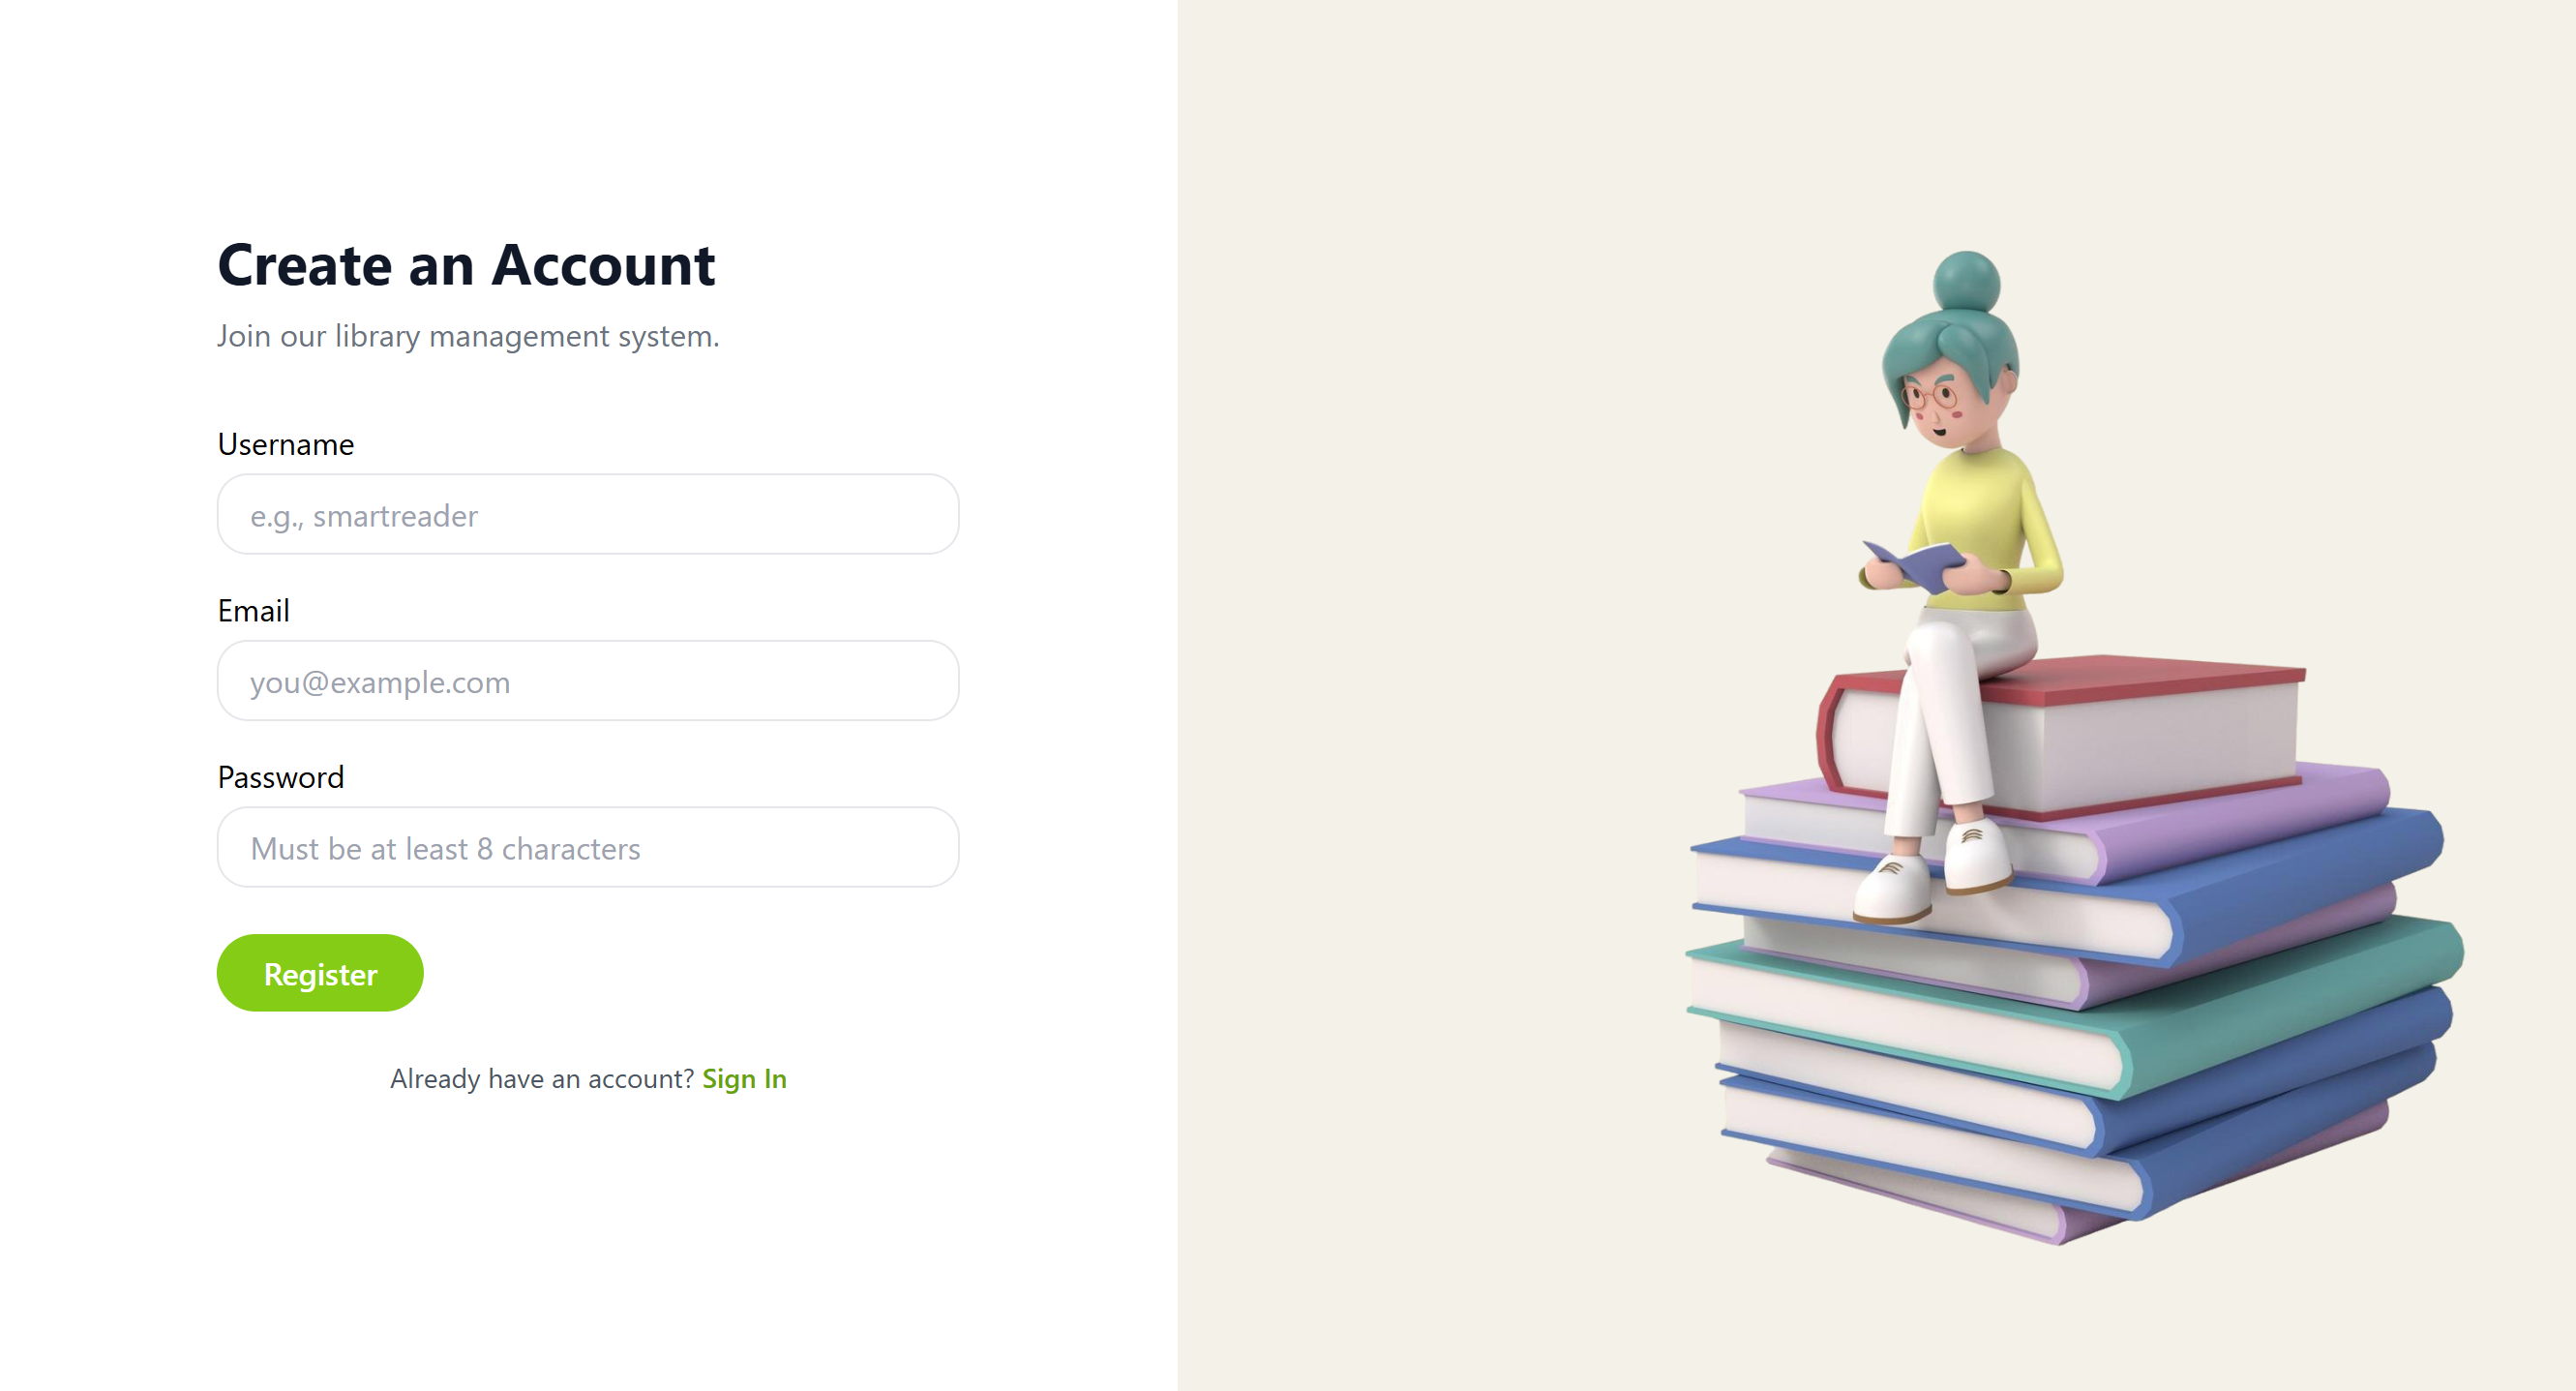 Create an Account
Join our library management system.
Username
e.g., smartreader
Email
you@example.com
Password
Must be at least 8 characters
Register
Already have an account? Sign In